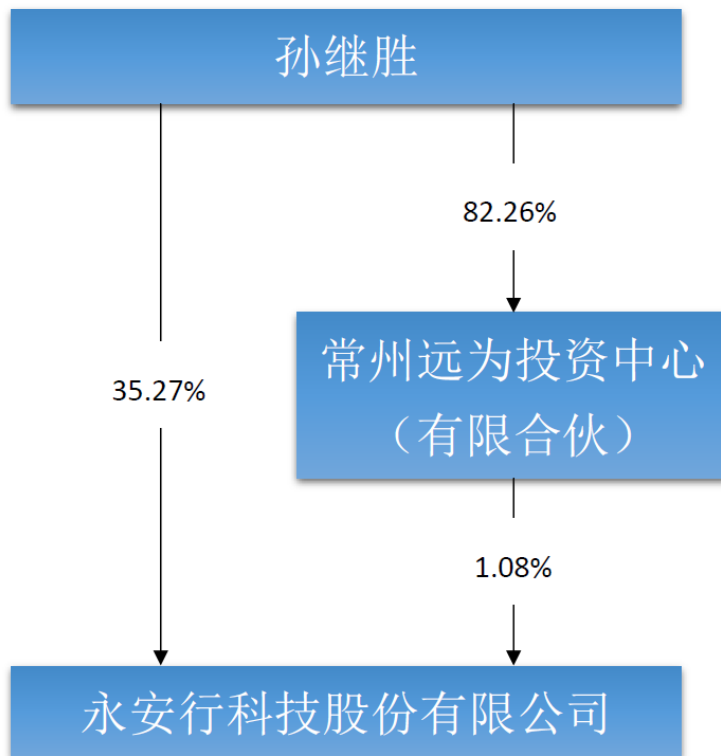 孙继胜
82.26%
常州远为投资中心
（有限合伙）
35.27%
1.08%
永安行科技股份有限公司